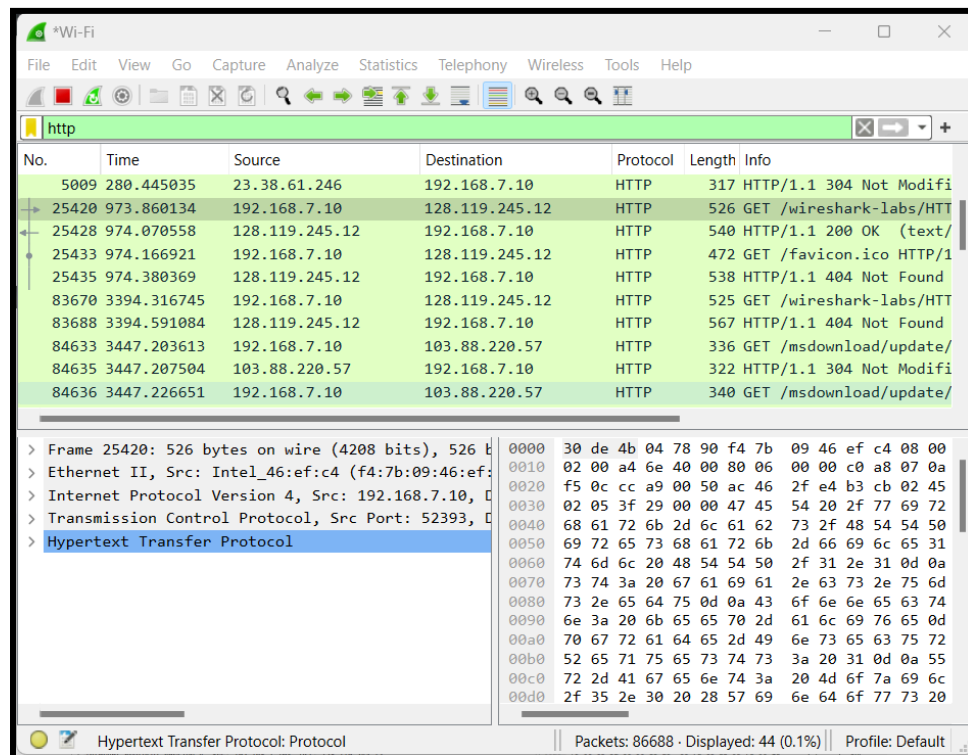 *Wi-Fi
File Edit View Go Capture Analyze Statistics Telephony Wireless Tools Help
http
No. Time Source Destination Protocol Length Info
5009 280.445035 23.38.61.246 192.168.7.10 HTTP 317 HTTP/1.1 304 Not Modifi
25420 973.860134 192.168.7.10 128.119.245.12 HTTP 526 GET /wireshark-labs/HTT
25428 974.070558 128.119.245.12 192.168.7.10 HTTP 540 HTTP/1.1 200 OK (text/
25433 974.166921 192.168.7.10 128.119.245.12 HTTP 472 GET /favicon.ico HTTP/1
25435 974.380369 128.119.245.12 192.168.7.10 HTTP 538 HTTP/1.1 404 Not Found
83670 3394.316745 192.168.7.10 128.119.245.12 HTTP 525 GET /wireshark-labs/HTT
83688 3394.591084 128.119.245.12 192.168.7.10 HTTP 567 HTTP/1.1 404 Not Found
84633 3447.203613 192.168.7.10 103.88.220.57 HTTP 336 GET /msdownload/update/
84635 3447.207504 103.88.220.57 192.168.7.10 HTTP 322 HTTP/1.1 304 Not Modifi
84636 3447.226651 192.168.7.10 103.88.220.57 HTTP 340 GET /msdownload/update/
> Frame 25420: 526 bytes on wire (4208 bits), 526 b
> Ethernet II, Src: Intel_46:ef:c4 (f4:7b:09:46:ef:
> Internet Protocol Version 4, Src: 192.168.7.10, D
> Transmission Control Protocol, Src Port: 52393, D
> Hypertext Transfer Protocol
0000 30 de 4b 04 78 90 f4 7b 09 46 ef c4 08 00
0010 02 00 a4 6e 40 00 80 06 00 00 c0 a8 07 0a
0020 f5 0c cc a9 00 50 ac 46 2f e4 b3 cb 02 45
0030 02 05 3f 29 00 00 47 45 54 20 2f 77 69 72
0040 68 61 72 6b 2d 6c 61 62 73 2f 48 54 54 50
0050 69 72 65 73 68 61 72 6b 2d 66 69 6c 65 31
0060 74 6d 6c 20 48 54 54 50 2f 31 2e 31 0d 0a
0070 73 74 3a 20 67 61 69 61 2e 63 73 2e 75 6d
0080 73 2e 65 64 75 0d 0a 43 6f 6e 6e 65 63 74
0090 6e 3a 20 6b 65 65 70 2d 61 6c 69 76 65 0d
00a0 70 67 72 61 64 65 2d 49 6e 73 65 63 75 72
00b0 52 65 71 75 65 73 74 73 3a 20 31 0d 0a 55
00c0 72 2d 41 67 65 6e 74 3a 20 4d 6f 7a 69 6c
00d0 2f 35 2e 30 20 28 57 69 6e 64 6f 77 73 20
Hypertext Transfer Protocol: Protocol Packets: 86688 · Displayed: 44 (0.1%) Profile: Default